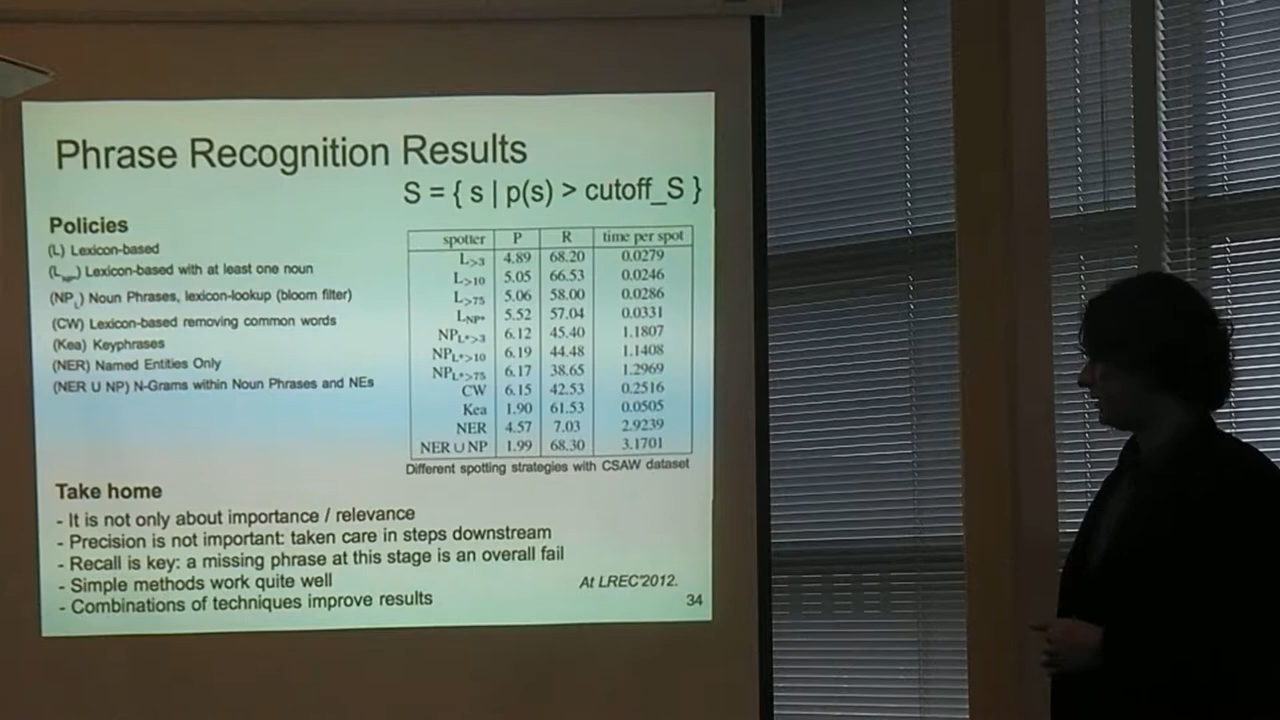 Phrase Recognition Results
S = { s | p(s) > cutoff_S }
Policies
(L) Lexicon-based
(L) Lexicon-based with at least one noun
(NP L) Noun Phrases, lexicon-lookup (bloom filter)
(CW) Lexicon-based removing common words
(Kea) Keyphrases
(NER) Named Entities Only
(NER U NP) N-Grams within Noun Phrases and NEs
spotter P R time per spot
L>3 4.89 68.20 0.0279
L>10 5.05 66.53 0.0246
L>75 5.06 58.00 0.0286
LNP* 5.52 57.04 0.0331
NPL*>3 6.12 45.40 1.1807
NPL*>10 6.19 44.48 1.1408
NPL*>75 6.17 38.65 1.2969
CW 6.15 42.53 0.2516
Kea 1.90 61.53 0.0505
NER 4.57 7.03 2.9239
NER ∪ NP 1.99 68.30 3.1701
Different spotting strategies with CSAW dataset
Take home
- It is not only about importance / relevance
- Precision is not important: taken care in steps downstream
- Recall is key: a missing phrase at this stage is an overall fail
- Simple methods work quite well
- Combinations of techniques improve results
At LREC'2012.
34